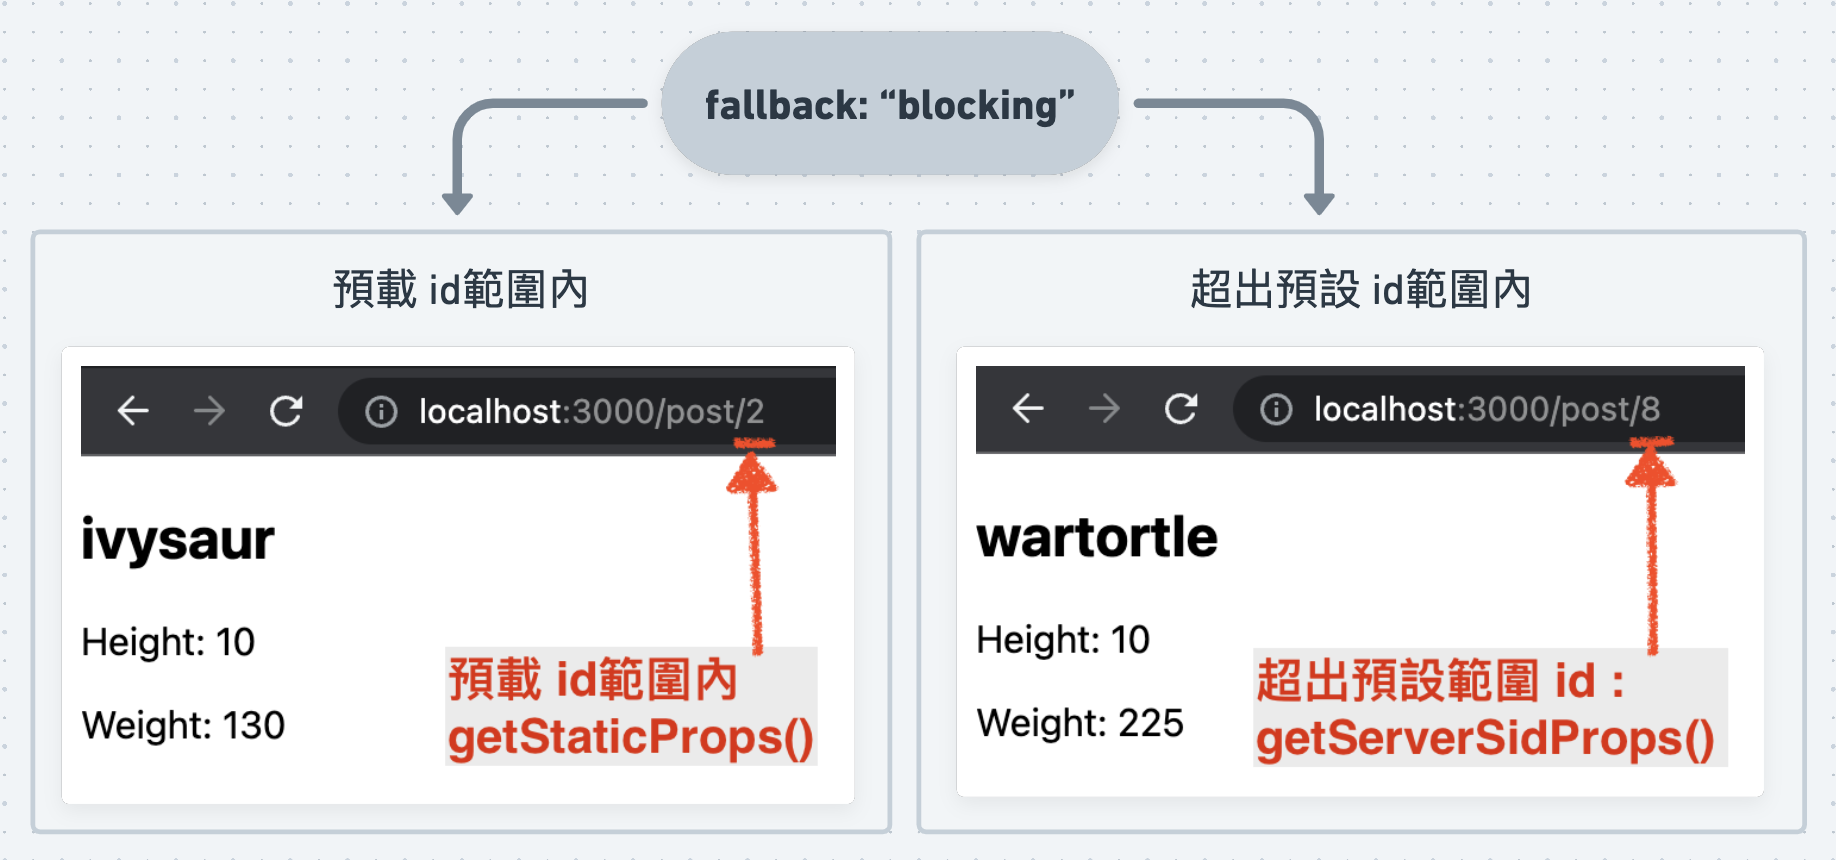 fallback: “blocking”
預載 id範圍內
localhost:3000/post/2
ivysaur
Height: 10
Weight: 130
預載 id範圍內
getStaticProps()
超出預設 id範圍內
localhost:3000/post/8
wartortle
Height: 10
Weight: 225
超出預設範圍 id :
getServerSidProps()